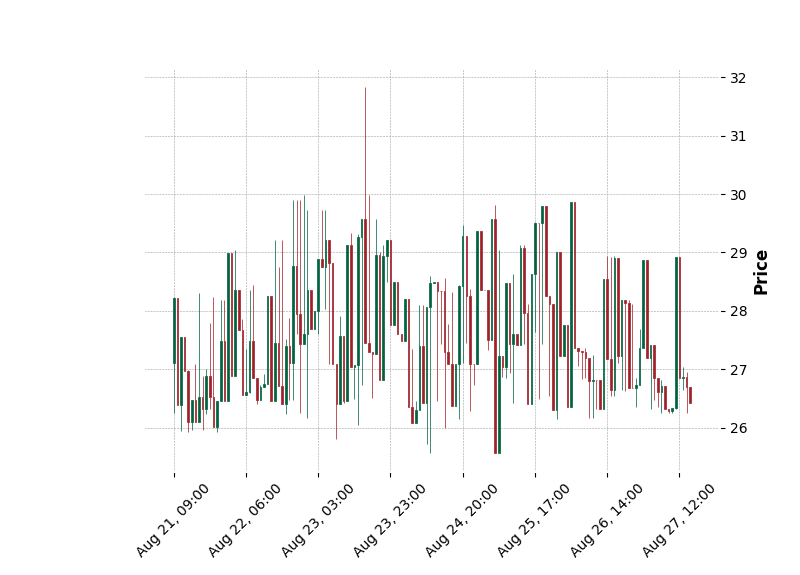 32
31
30
29
28
27
26
Price
Aug 21, 09:00
Aug 22, 06:00
Aug 23, 03:00
Aug 23, 23:00
Aug 24, 20:00
Aug 25, 17:00
Aug 26, 14:00
Aug 27, 12:00